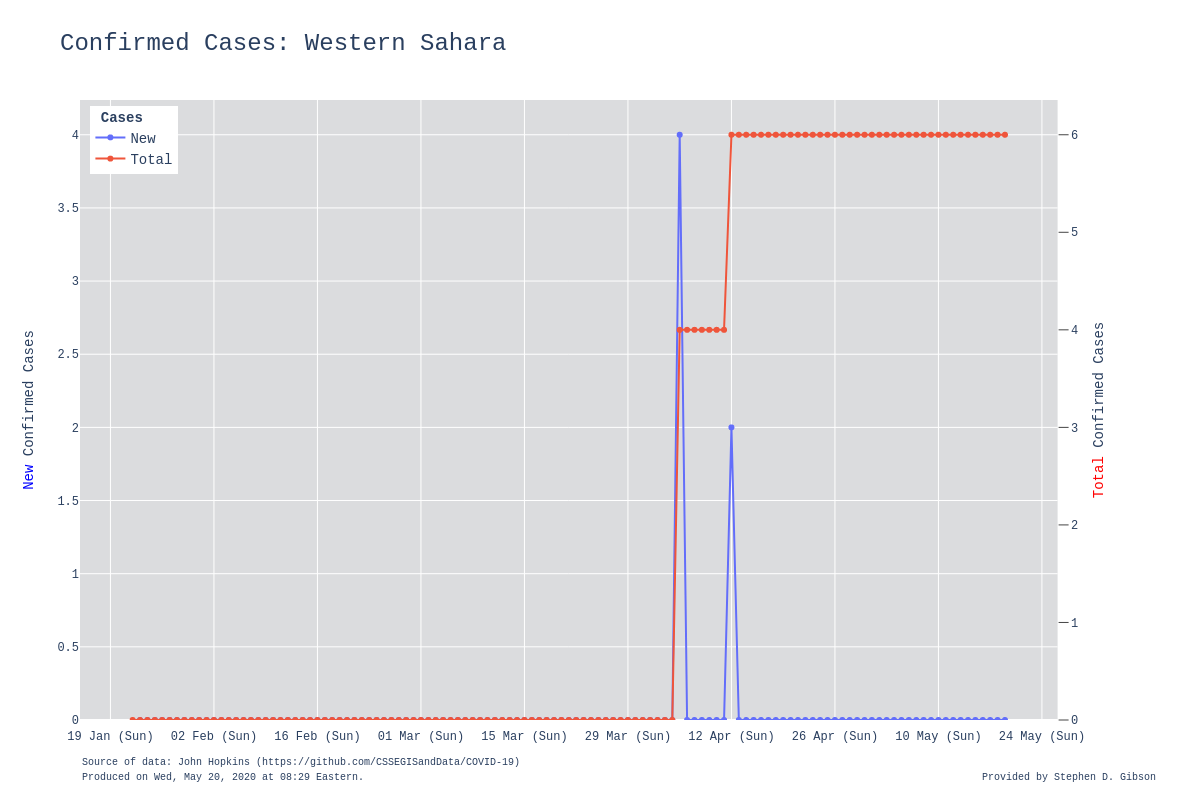 Confirmed Cases: Western Sahara
Cases
New
Total
4
3.5
3
2.5
2
1.5
1
0.5
0
New Confirmed Cases
6
5
4
3
2
1
0
Total Confirmed Cases
19 Jan (Sun) 02 Feb (Sun) 16 Feb (Sun) 01 Mar (Sun) 15 Mar (Sun) 29 Mar (Sun) 12 Apr (Sun) 26 Apr (Sun) 10 May (Sun) 24 May (Sun)
Source of data: John Hopkins (https://github.com/CSSEGISandData/COVID-19)
Produced on Wed, May 20, 2020 at 08:29 Eastern.
Provided by Stephen D. Gibson